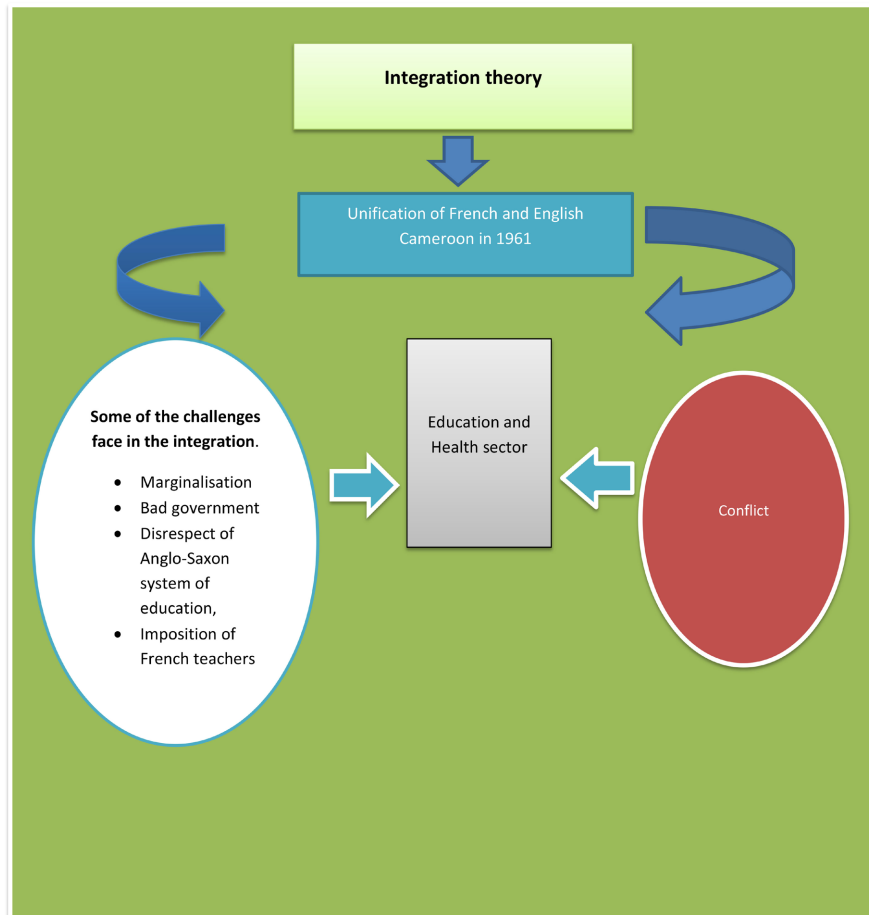 Integration theory
Unification of French and English
Cameroon in 1961
Some of the challenges
face in the integration.
• Marginalisation
• Bad government
• Disrespect of
Anglo-Saxon
system of
education,
• Imposition of
French teachers
Education and
Health sector
Conflict